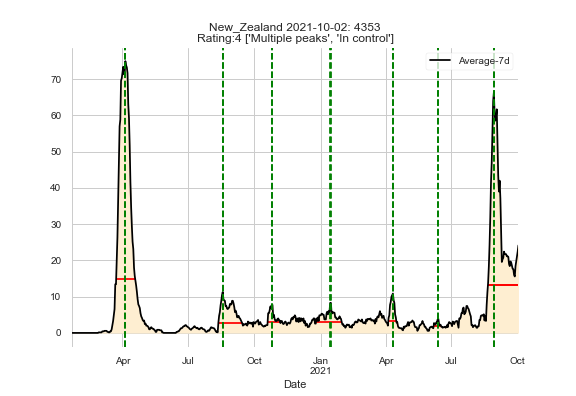 New_Zealand 2021-10-02: 4353
Rating:4 ['Multiple peaks', 'In control']
Average-7d
70
60
50
40
30
20
10
0
Apr Jul Oct Jan Apr Jul Oct
2021
Date